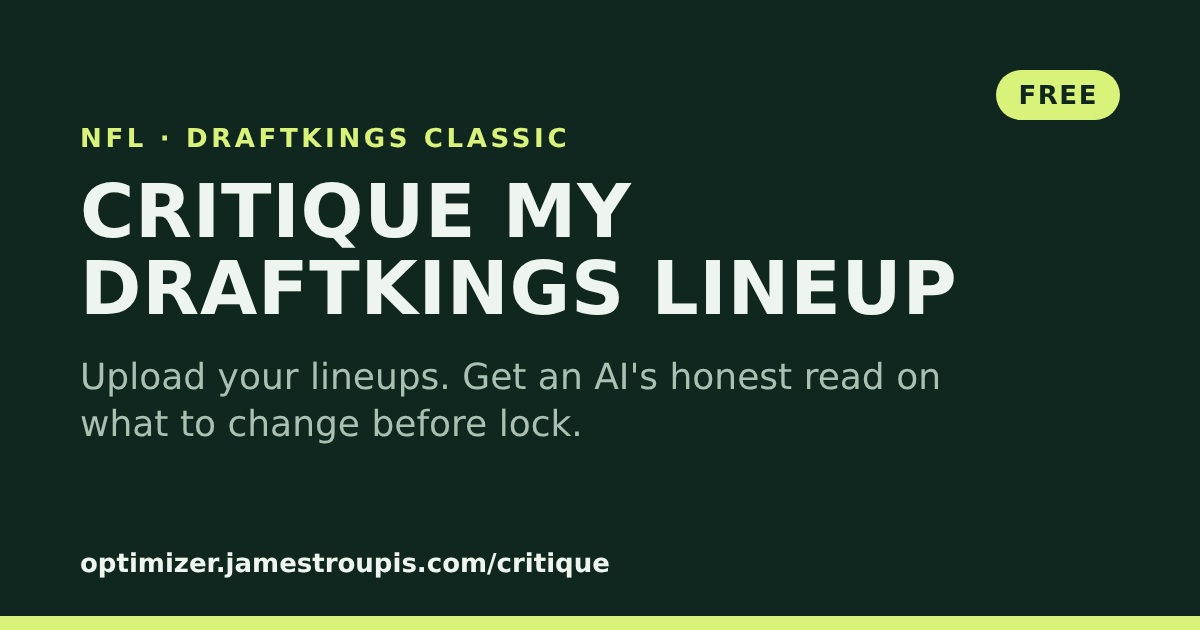 FREE
NFL · DRAFTKINGS CLASSIC
CRITIQUE MY
DRAFTKINGS LINEUP
Upload your lineups. Get an AI's honest read on
what to change before lock.
optimizer.jamestroupis.com/critique